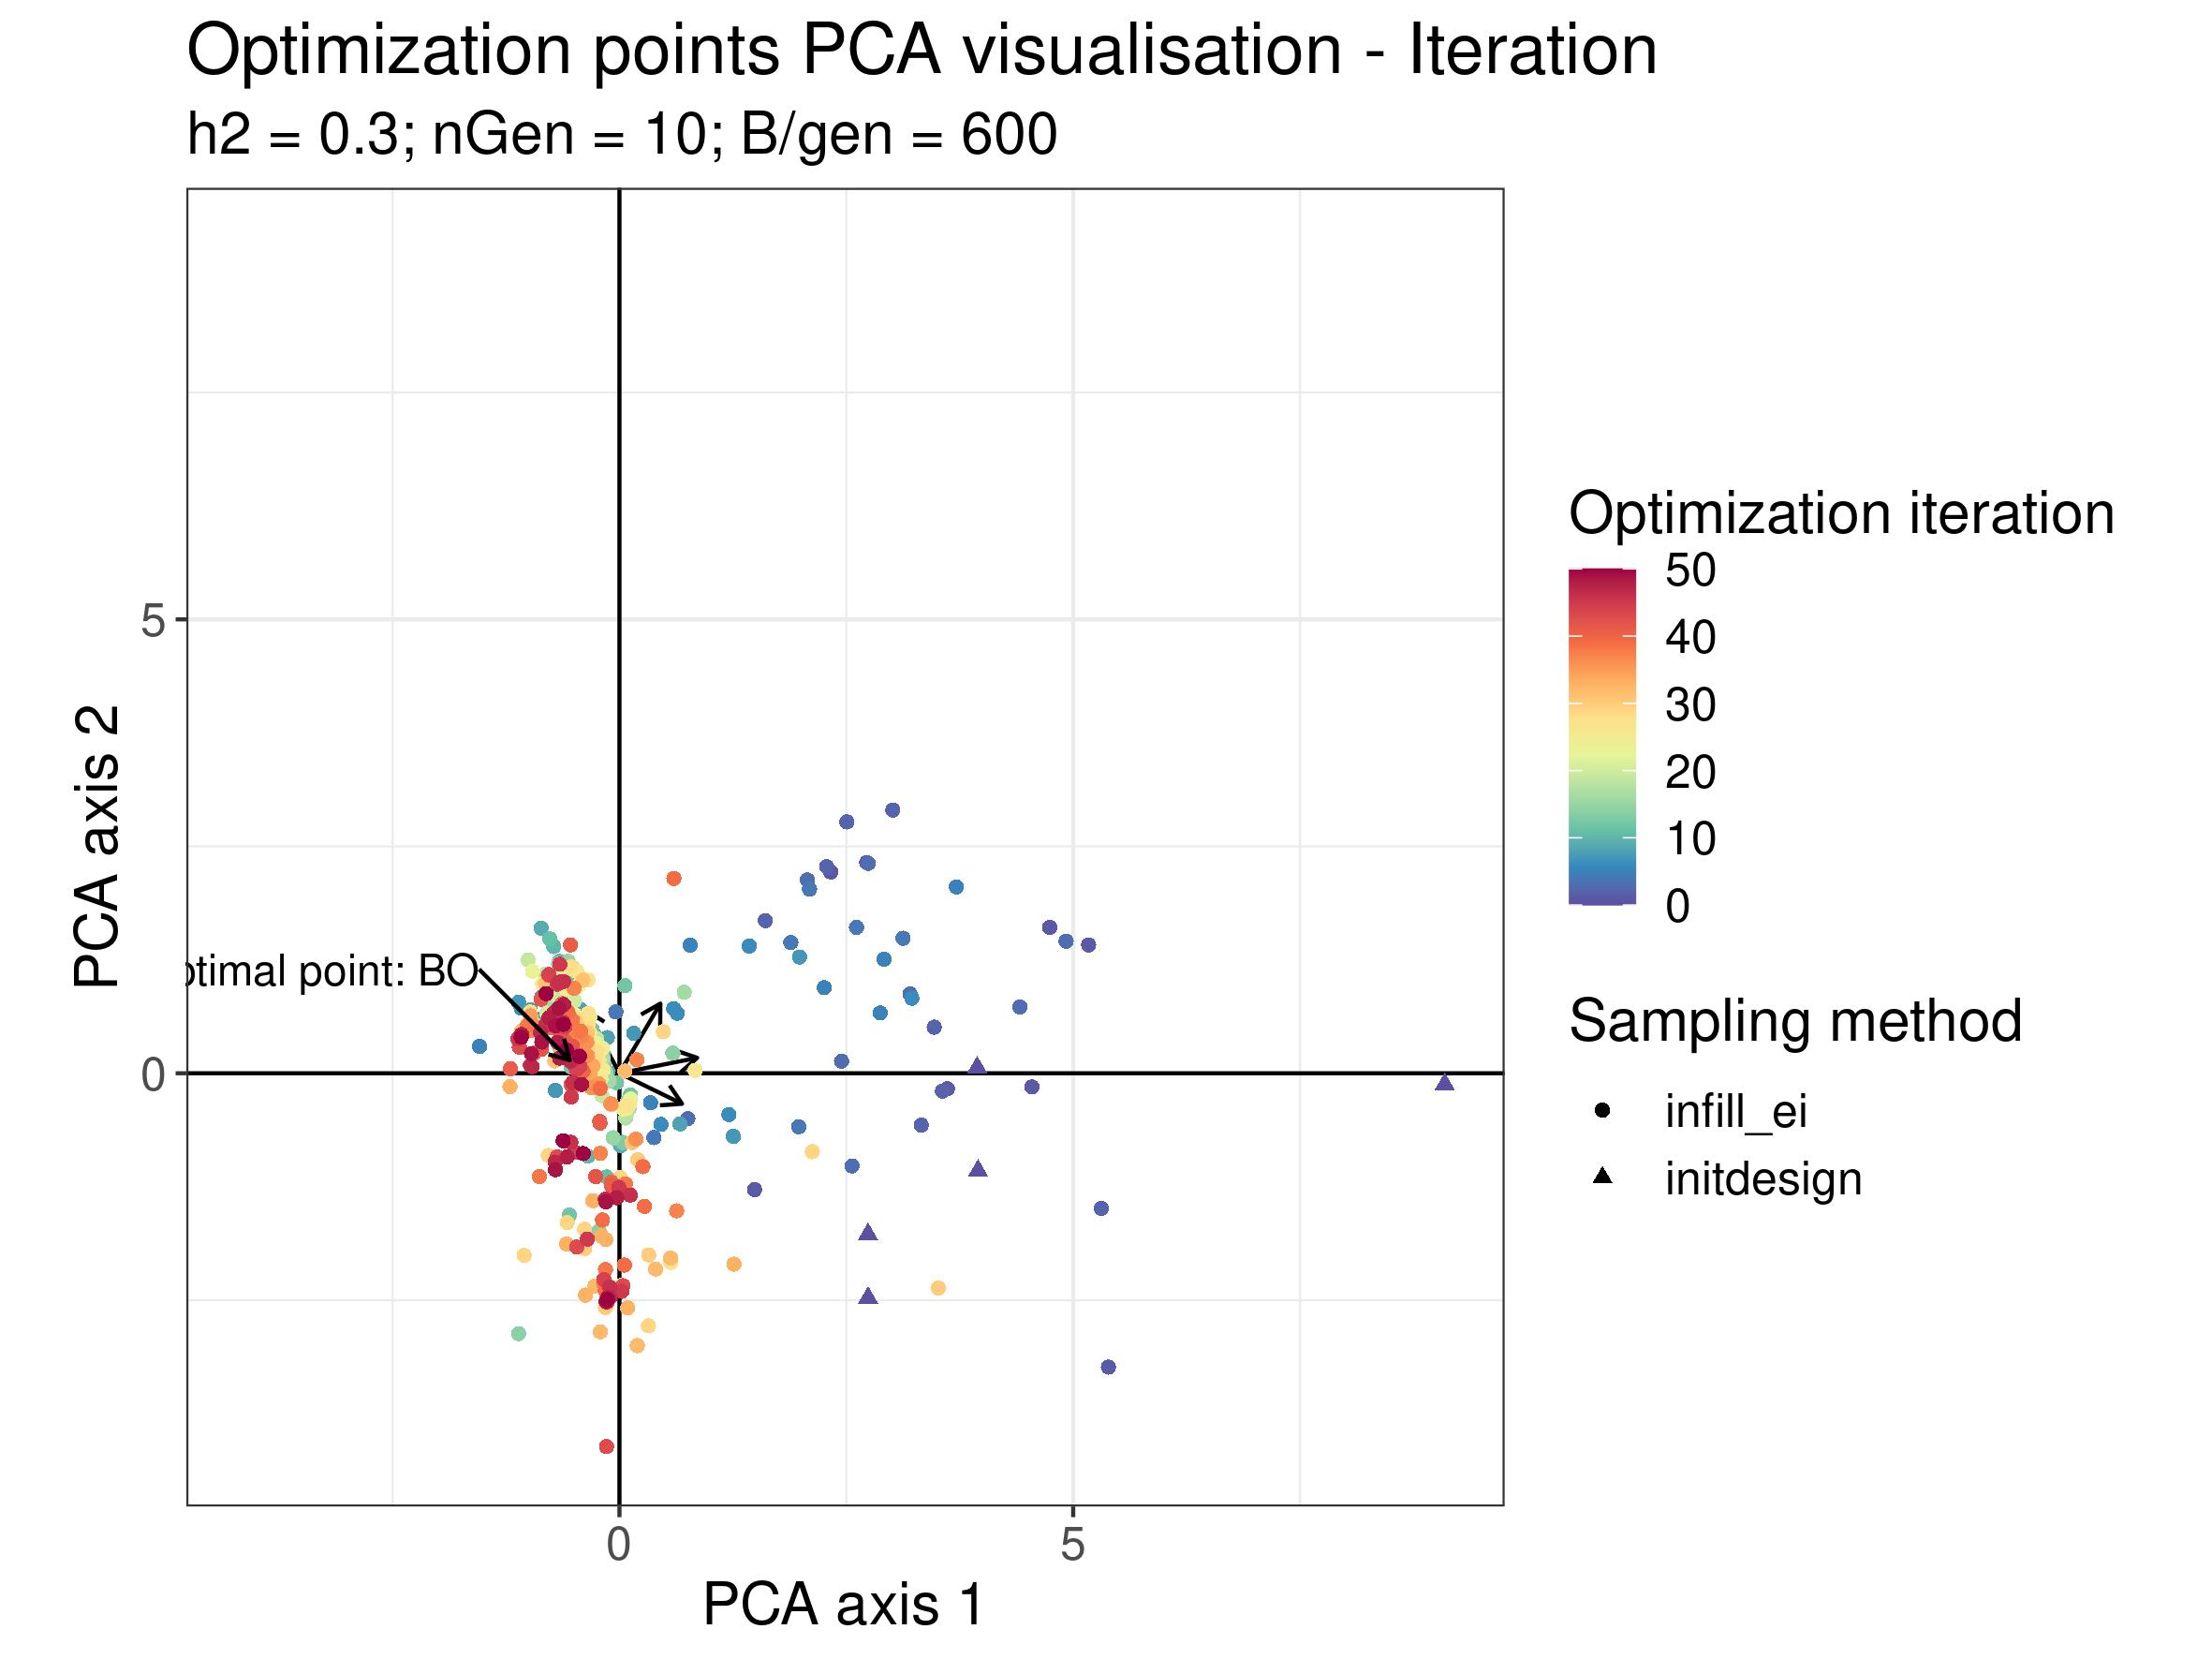 Optimization points PCA visualisation - Iteration
h2 = 0.3; nGen = 10; B/gen = 600
PCA axis 2
5
0
ptimal point: BO
0
5
PCA axis 1
Optimization iteration
50
40
30
20
10
0
Sampling method
infill_ei
initdesign